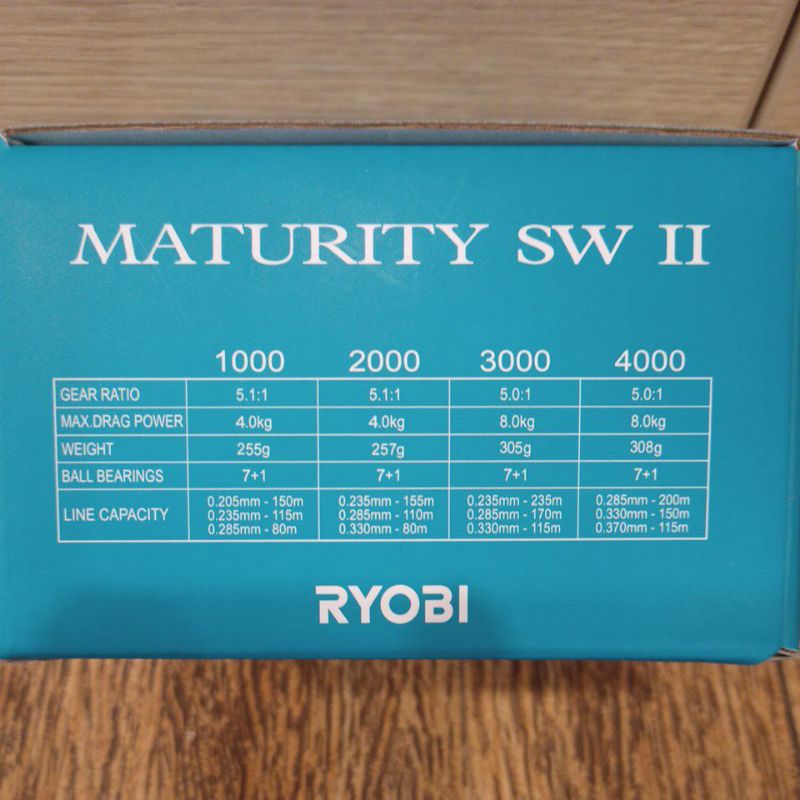 MATURITY SW II
1000 2000 3000 4000
GEAR RATIO 5.1:1 5.1:1 5.0:1 5.0:1
MAX.DRAG POWER 4.0kg 4.0kg 8.0kg 8.0kg
WEIGHT 255g 257g 305g 308g
BALL BEARINGS 7+1 7+1 7+1 7+1
LINE CAPACITY
0.205mm - 150m 0.235mm - 155m 0.235mm - 235m 0.285mm - 200m
0.235mm - 115m 0.285mm - 110m 0.285mm - 170m 0.330mm - 150m
0.285mm - 80m 0.330mm - 80m 0.330mm - 115m 0.370mm - 115m
RYOBI